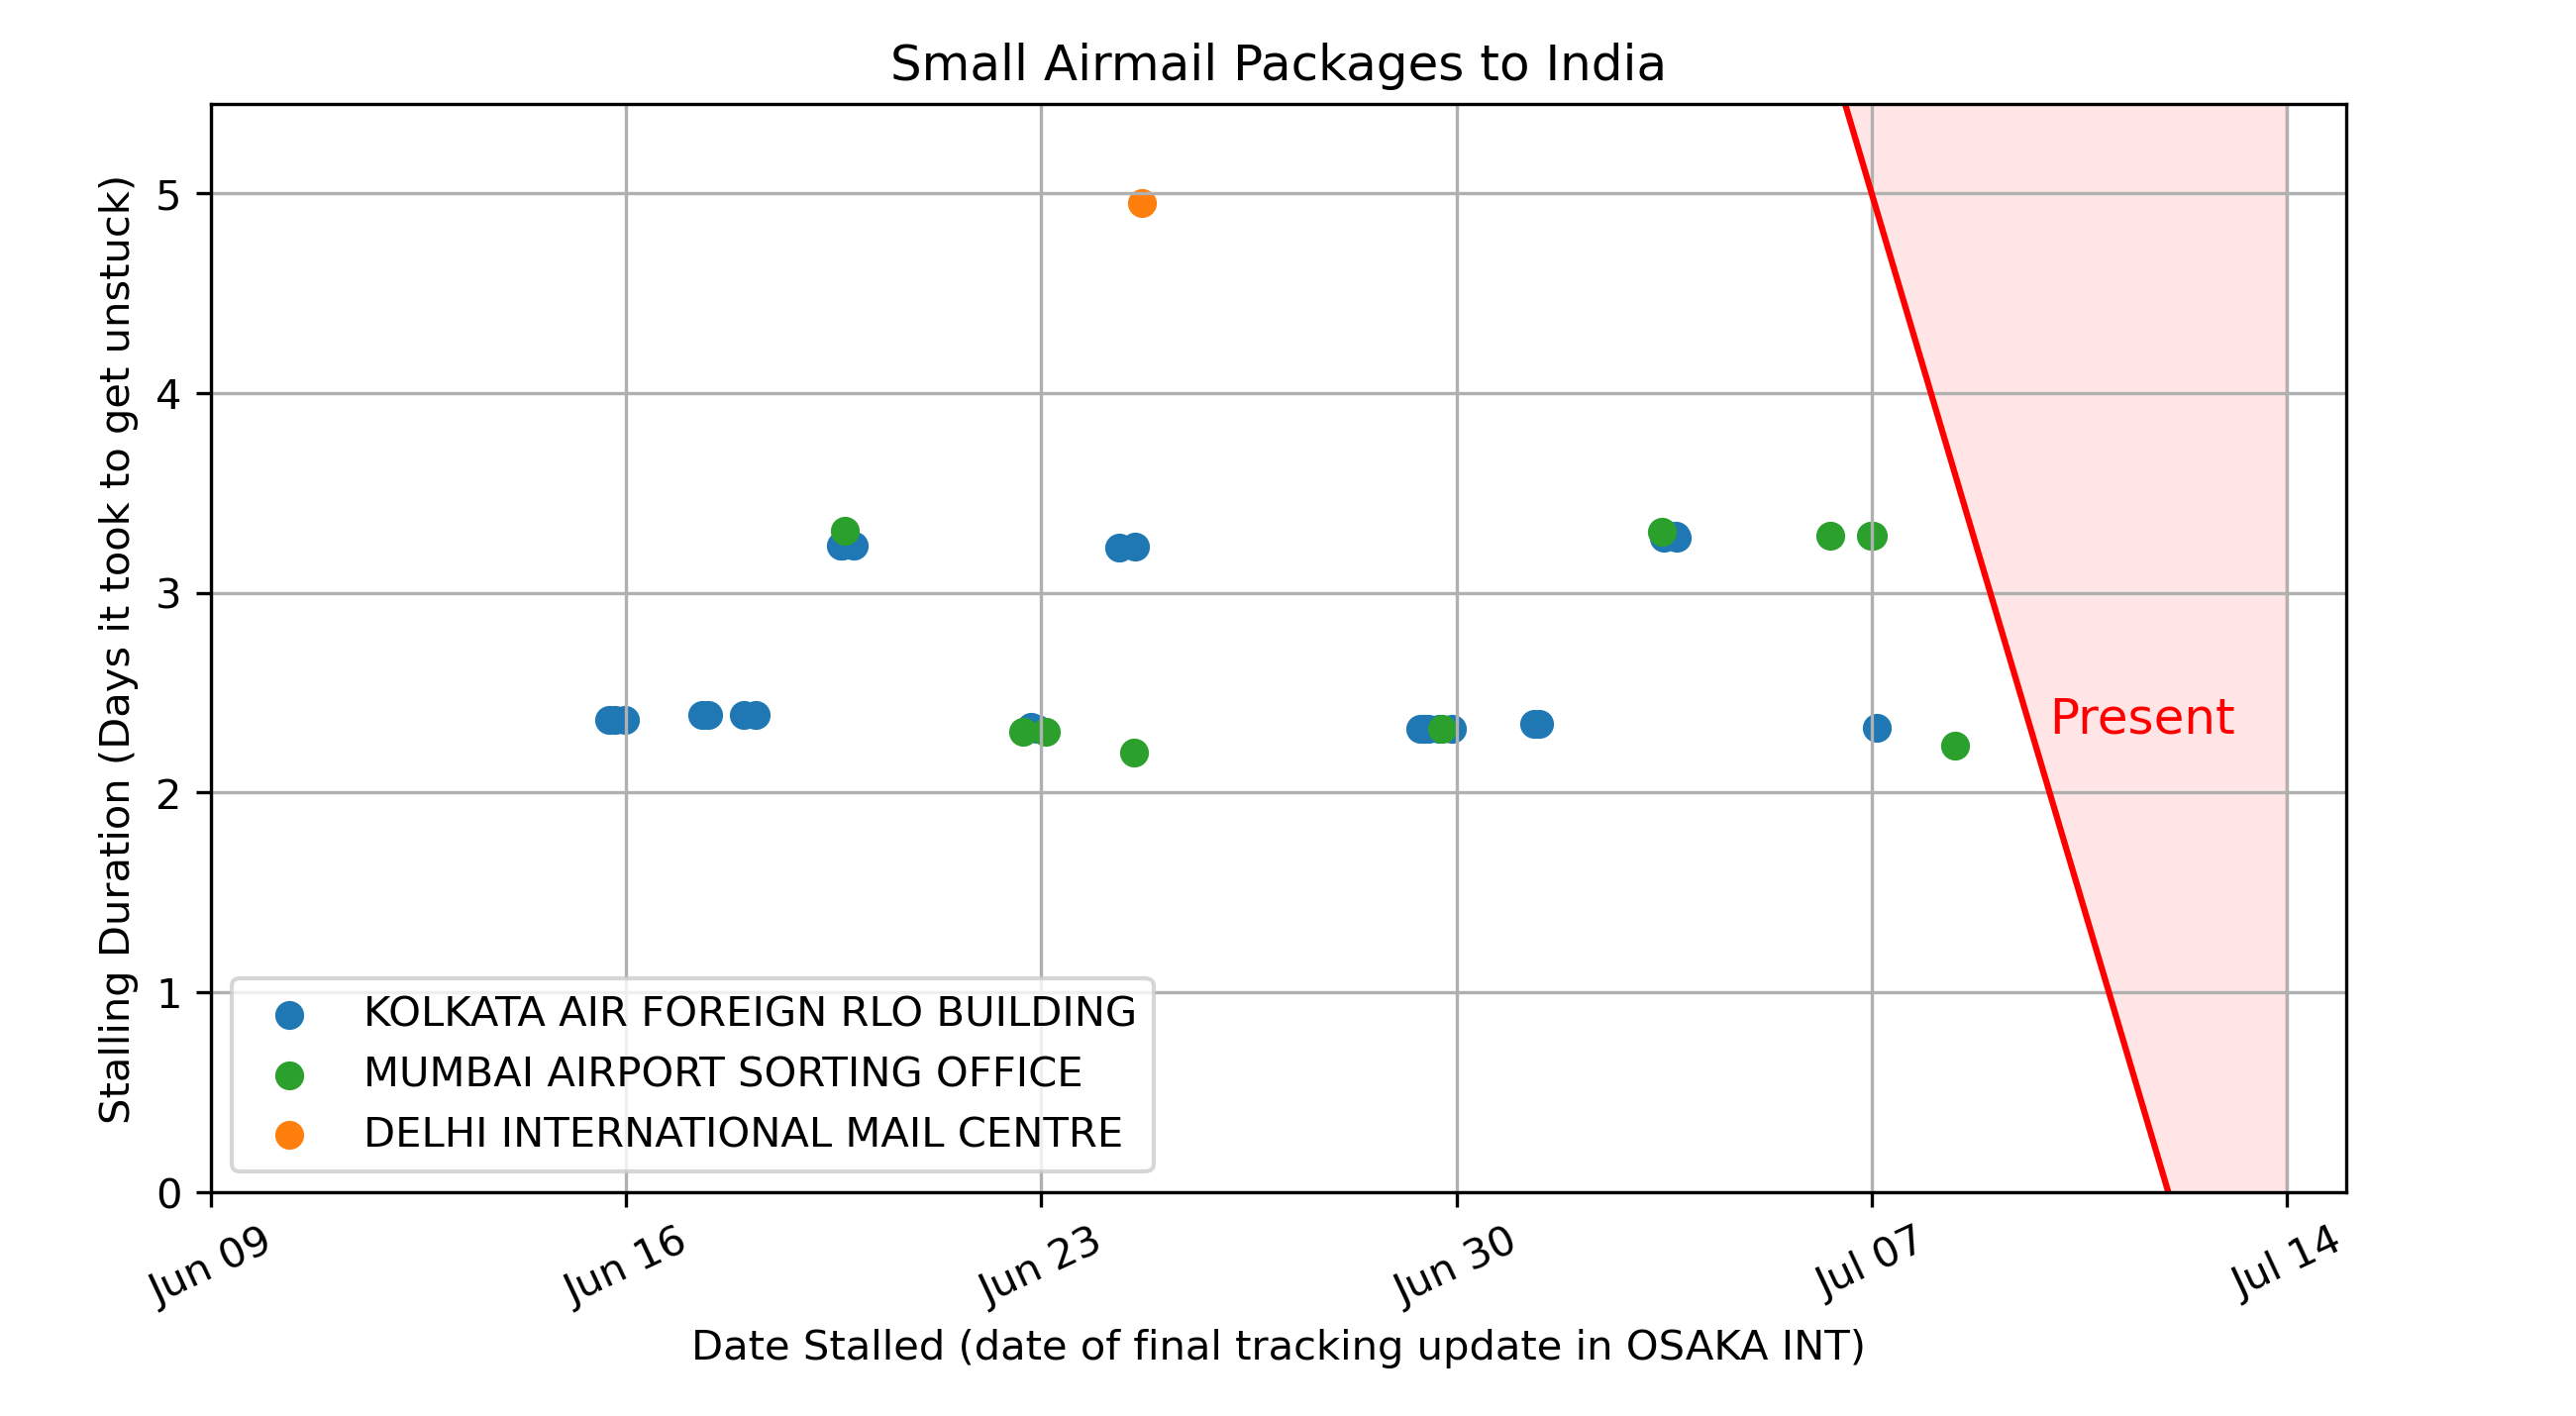 Small Airmail Packages to India
Stalling Duration (Days it took to get unstuck)
5
4
3
2
1
0
Present
KOLKATA AIR FOREIGN RLO BUILDING
MUMBAI AIRPORT SORTING OFFICE
DELHI INTERNATIONAL MAIL CENTRE
Jun 09
Jun 16
Jun 23
Jun 30
Jul 07
Jul 14
Date Stalled (date of final tracking update in OSAKA INT)